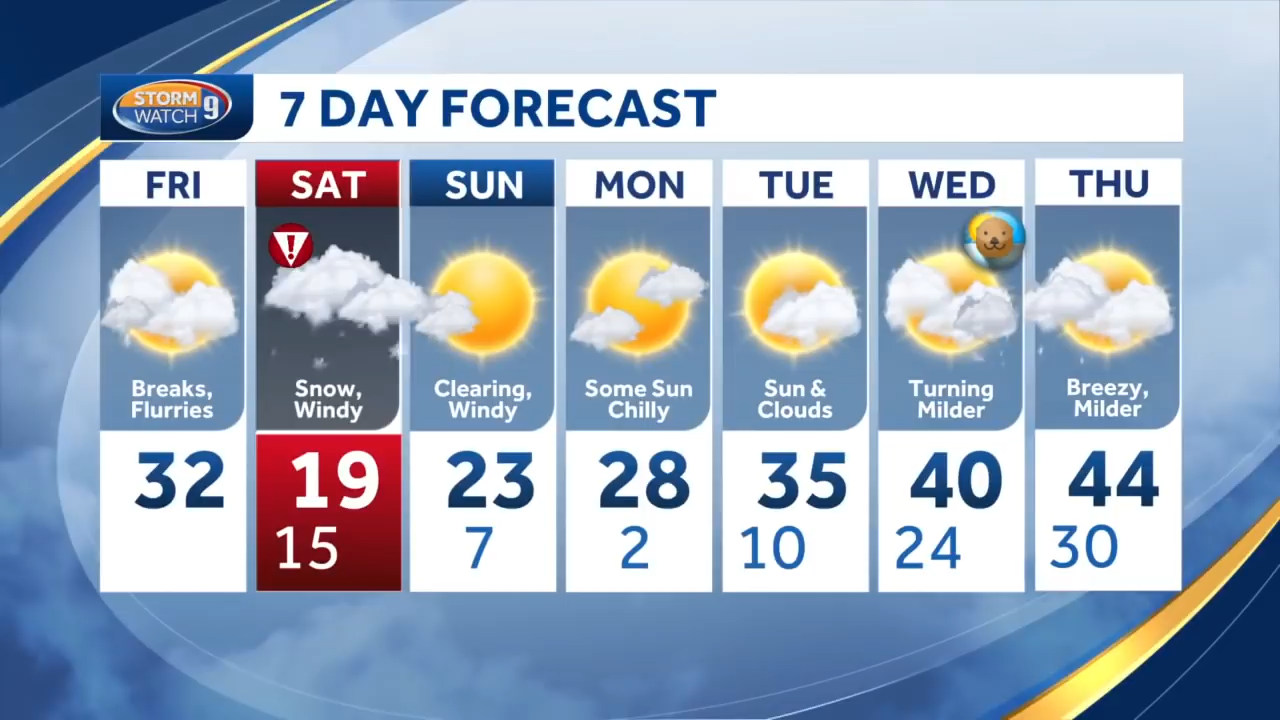 STORM
WATCH 9
7 DAY FORECAST
FRI
SAT
SUN
MON
TUE
WED
THU
!
Breaks,
Flurries
Snow,
Windy
Clearing,
Windy
Some Sun
Chilly
Sun &
Clouds
Turning
Milder
Breezy,
Milder
32
19
23
28
35
40
44
15
7
2
10
24
30